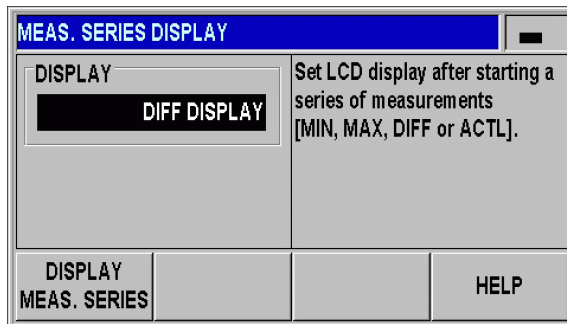 MEAS. SERIES DISPLAY
DISPLAY
DIFF DISPLAY
Set LCD display after starting a
series of measurements
[MIN, MAX, DIFF or ACTL].
DISPLAY
MEAS. SERIES
HELP